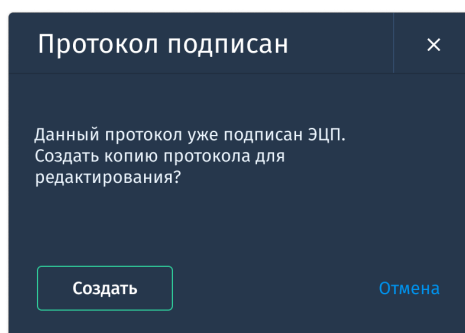 Протокол подписан
Данный протокол уже подписан ЭЦП.
Создать копию протокола для
редактирования?
Создать
Отмена